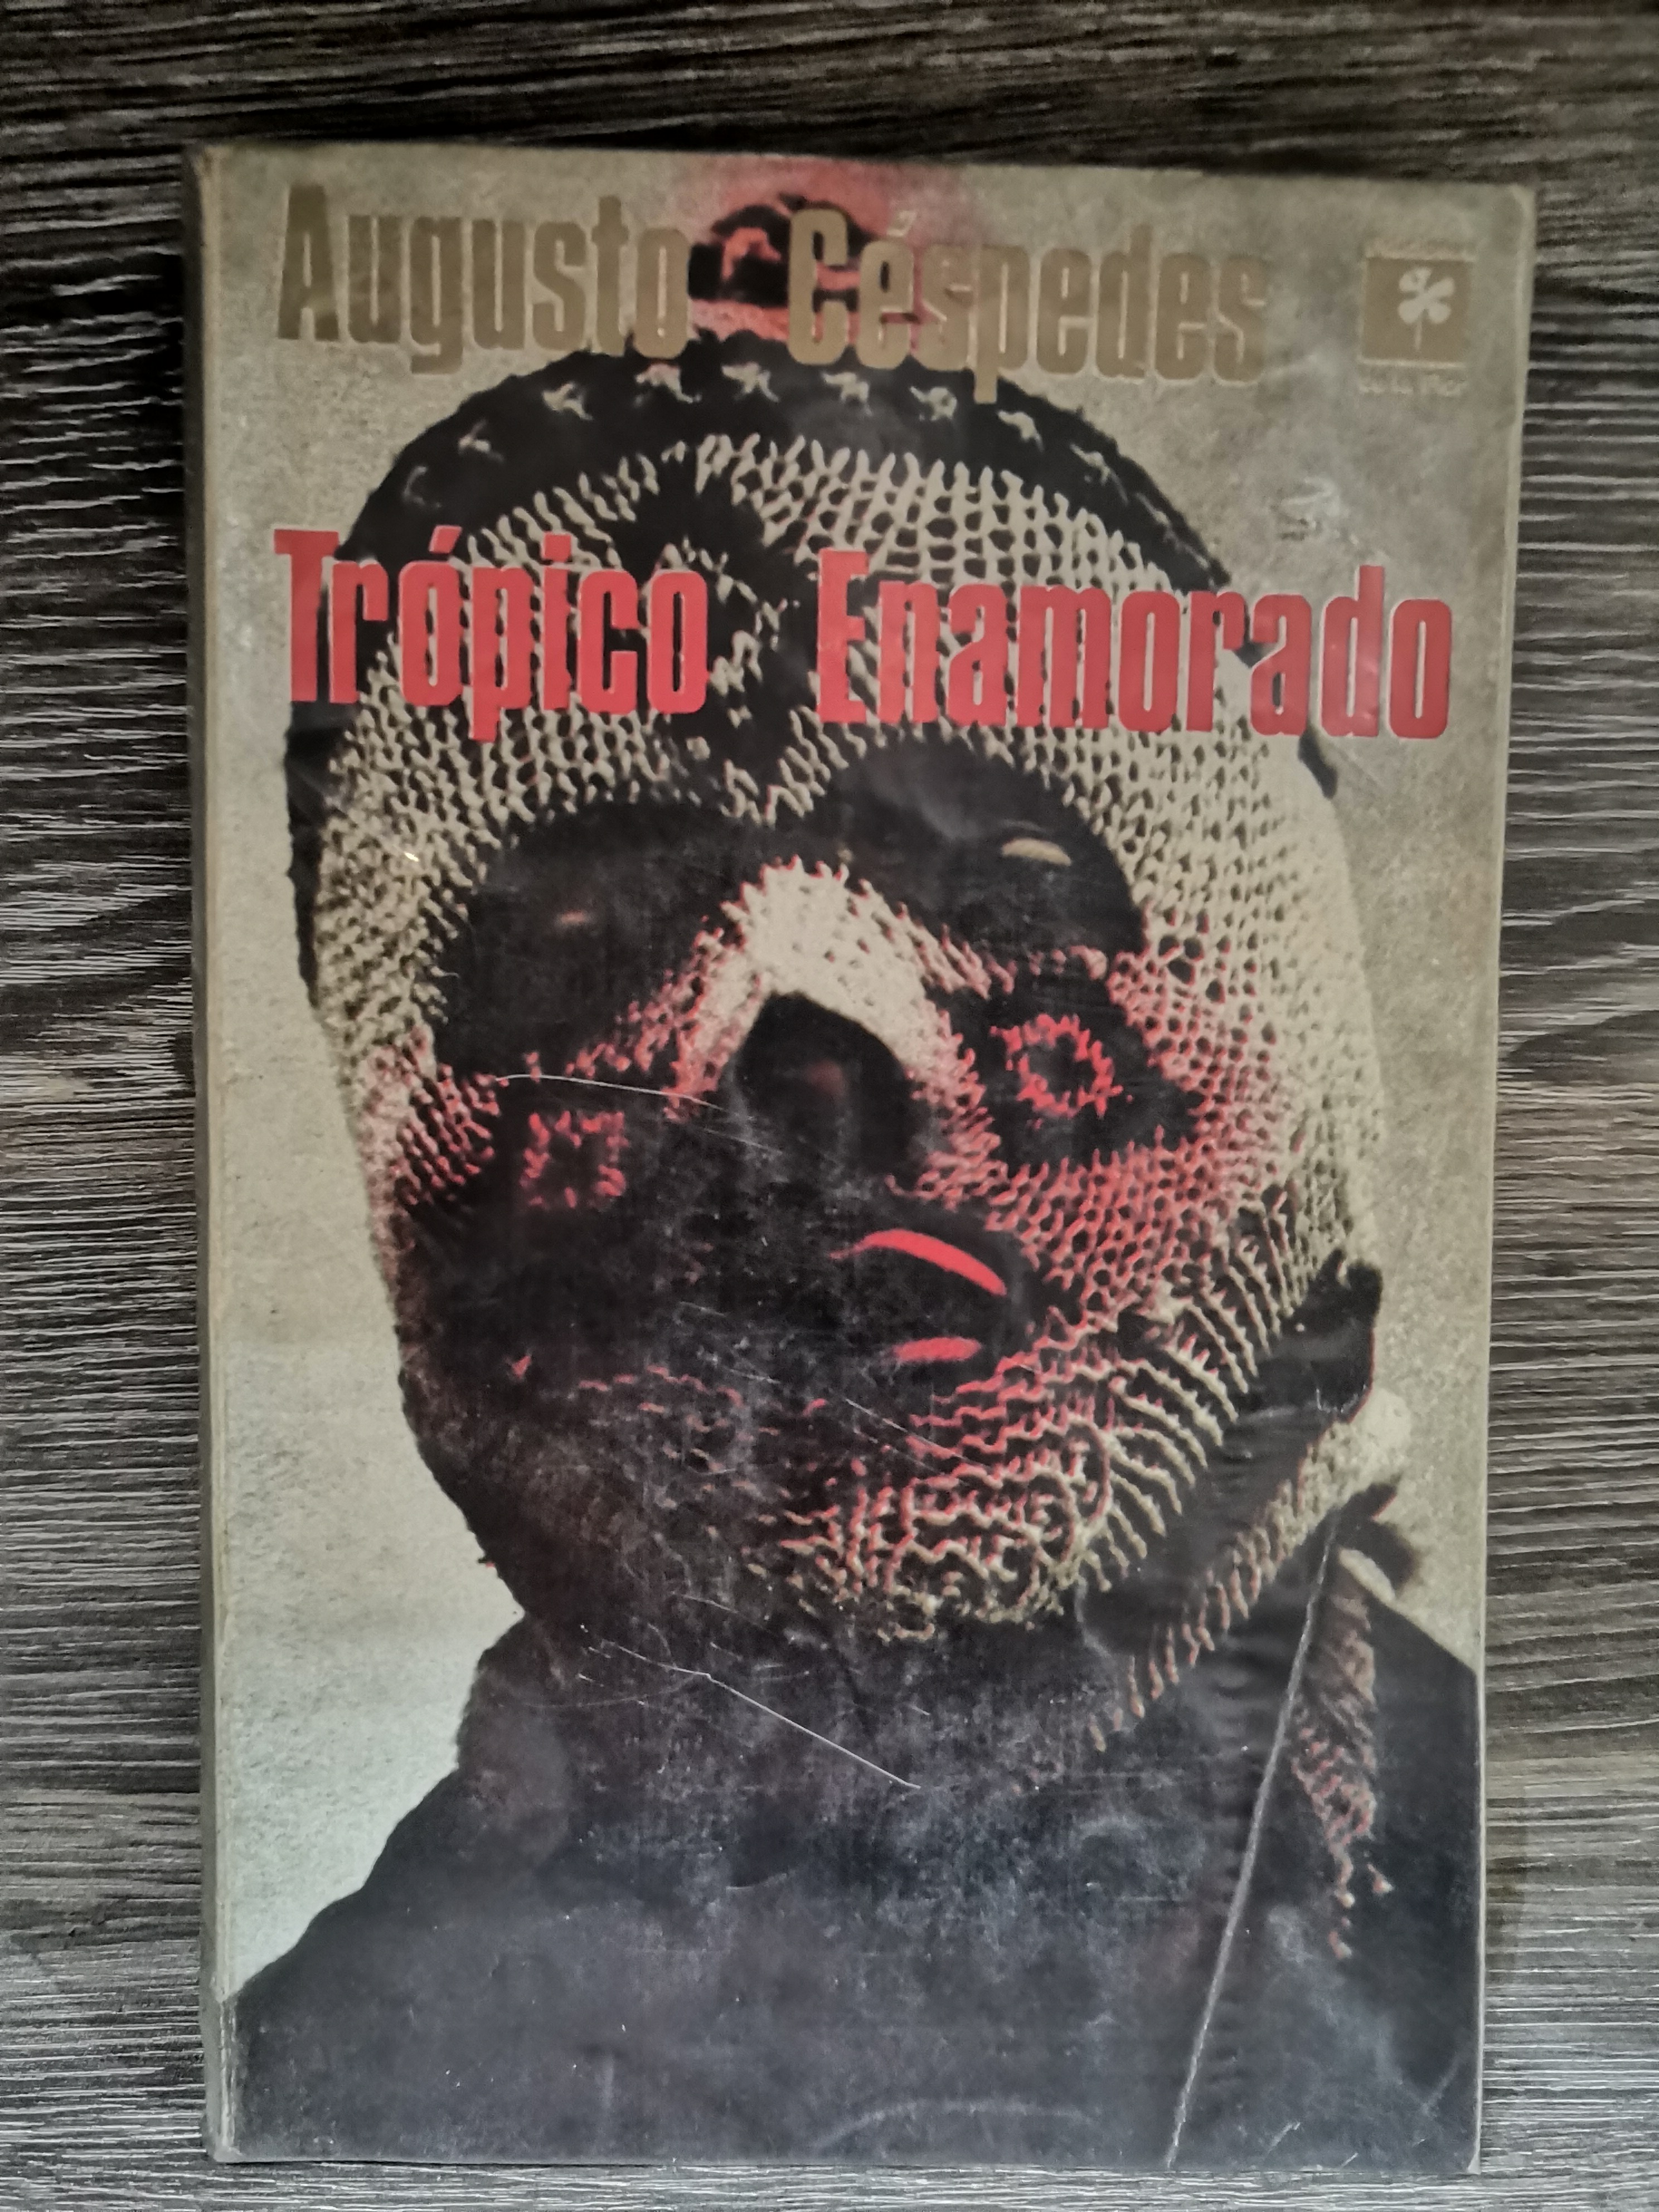 Augusto Céspedes
Trópico Enamorado